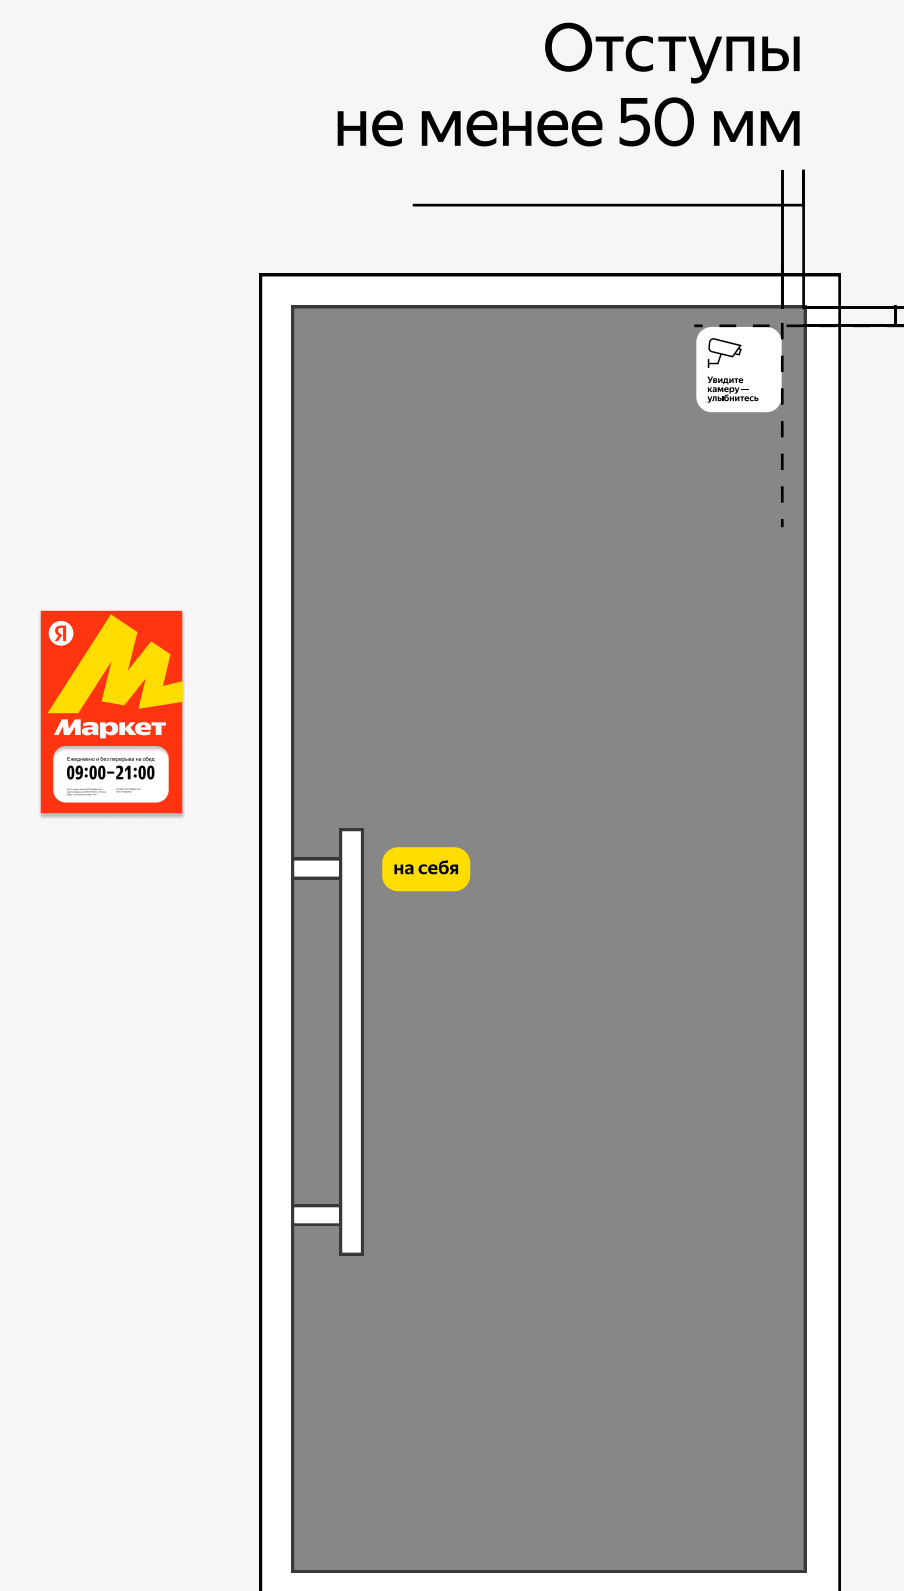 Отступы
не менее 50 мм
Увидите
камеру —
улыбнитесь
Я
Маркет
Ежедневно и без перерыва на обед
09:00–21:00
на себя